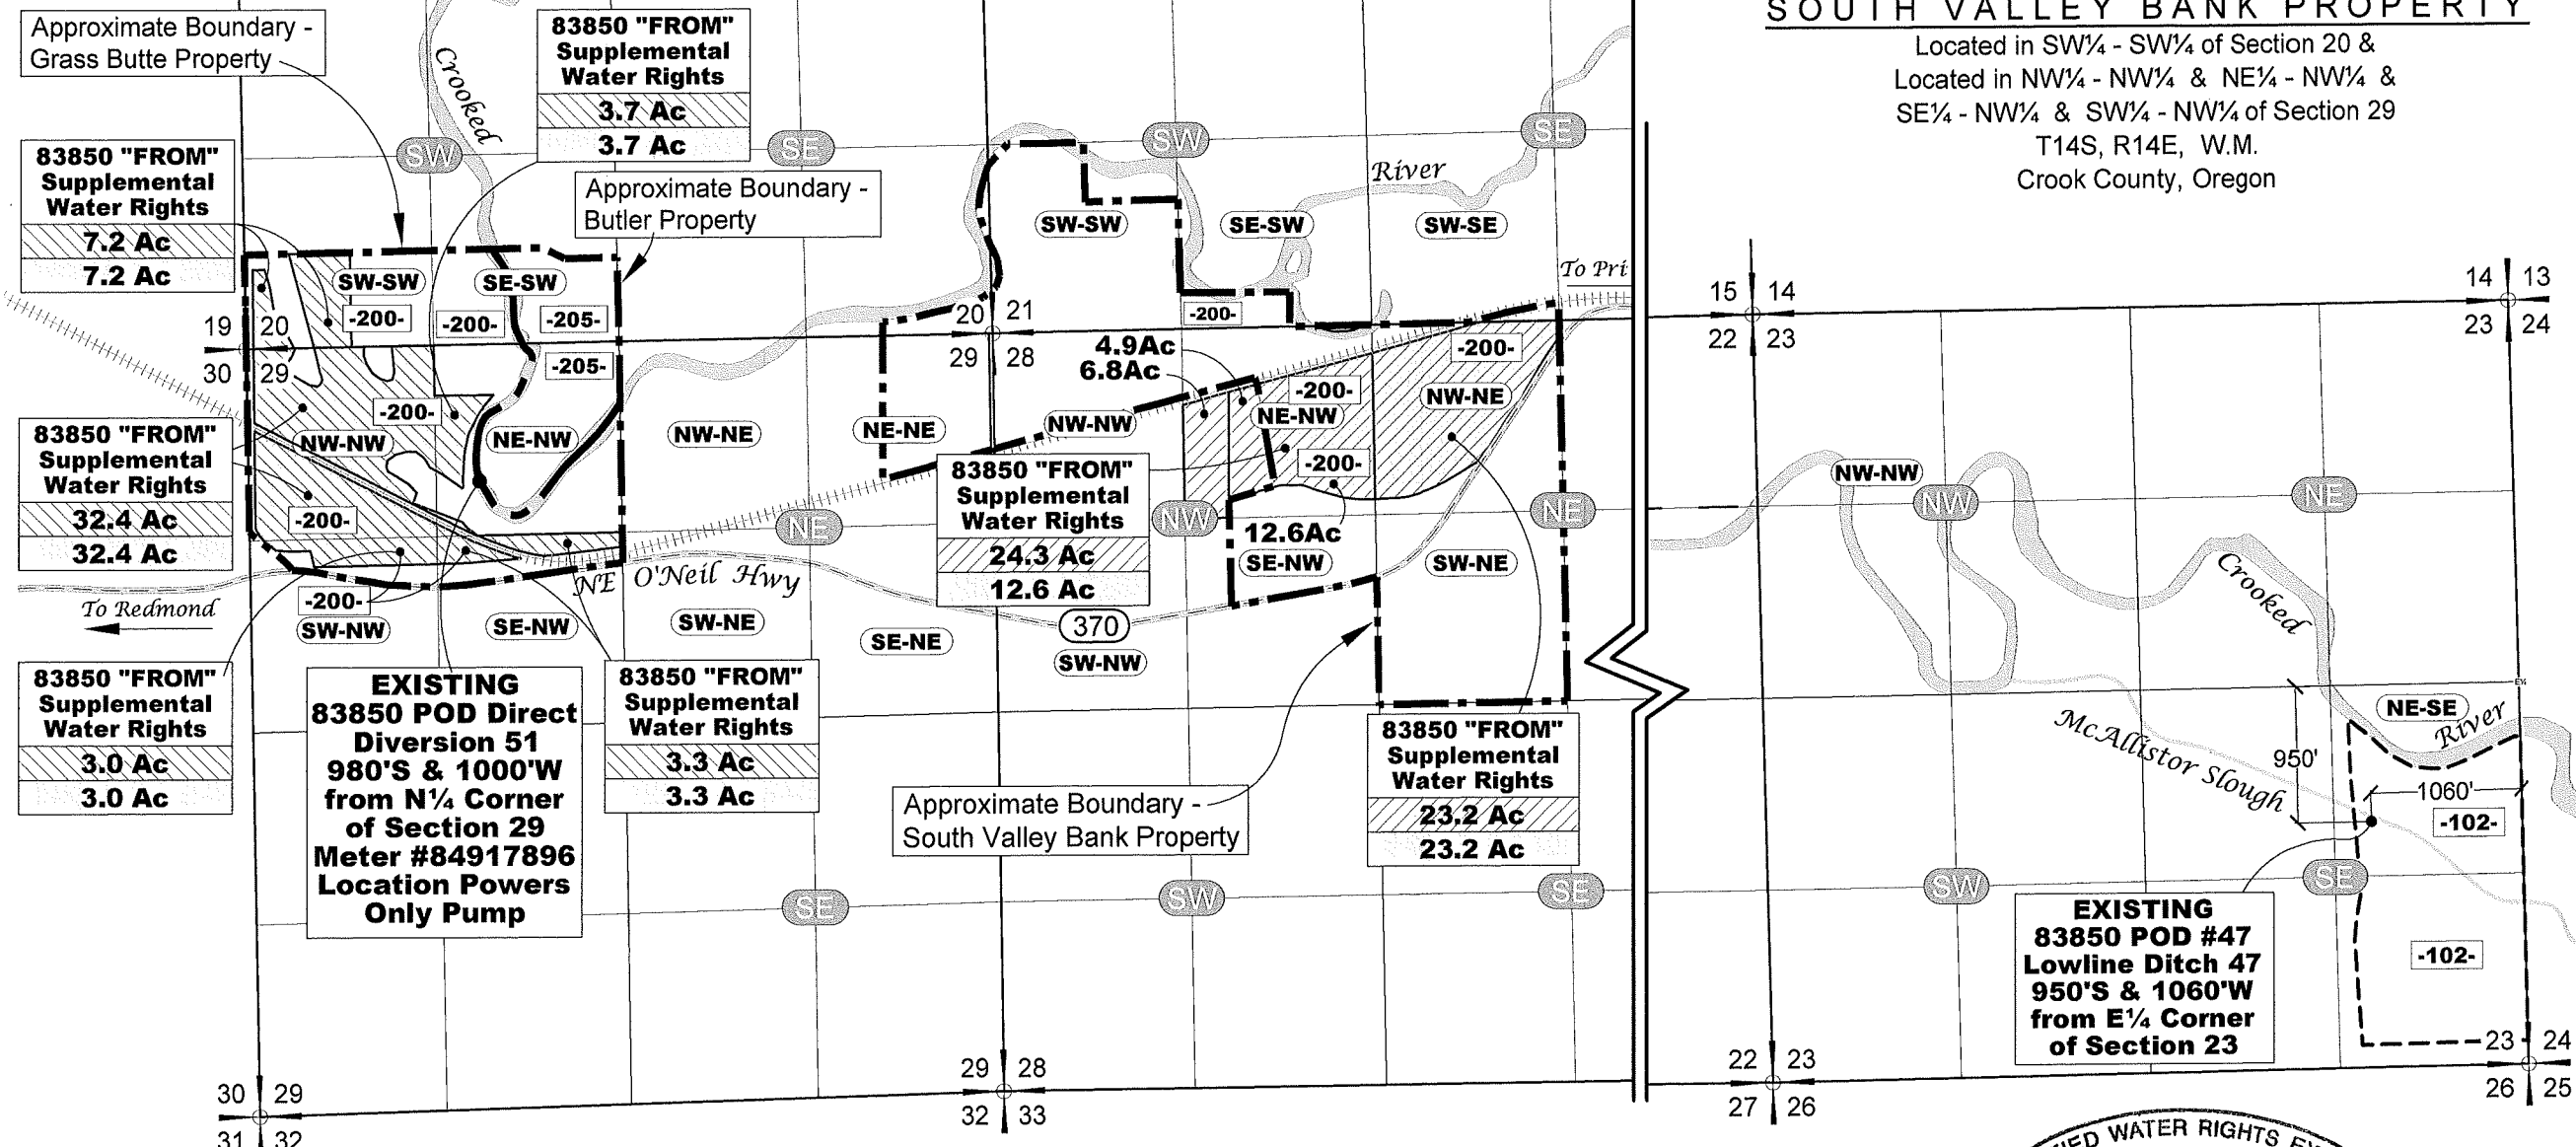 SOUTH VALLEY BANK PROPERTY
Located in SW¼ - SW¼ of Section 20 &
Located in NW¼ - NW¼ & NE¼ - NW¼ &
SE¼ - NW¼ & SW¼ - NW¼ of Section 29
T14S, R14E, W.M.
Crook County, Oregon
Approximate Boundary -
Grass Butte Property
Crooked
83850 "FROM"
Supplemental
Water Rights
3.7 Ac
3.7 Ac
SW
SE
SW
SE
83850 "FROM"
Supplemental
Water Rights
7.2 Ac
7.2 Ac
Approximate Boundary -
Butler Property
River
SW-SW
SE-SW
SW-SE
To Pri
SW-SW
SE-SW
-200-
-200-
-205-
-200-
19 20
30 29
20 21
29 28
-205-
4.9Ac
6.8Ac
-200-
-200-
-200-
NW-NE
NE-NW
NW-NW
NE-NE
NW-NE
NE-NW
NW-NW
83850 "FROM"
Supplemental
Water Rights
32.4 Ac
32.4 Ac
-200-
83850 "FROM"
Supplemental
Water Rights
24.3 Ac
12.6 Ac
-200-
12.6Ac
NE
NW
NE
SE-NW
SW-NE
NE O'Neil Hwy
To Redmond
-200-
SW-NW
SE-NW
SW-NE
SE-NE
370
SW-NW
83850 "FROM"
Supplemental
Water Rights
3.0 Ac
3.0 Ac
EXISTING
83850 POD Direct
Diversion 51
980'S & 1000'W
from N¼ Corner
of Section 29
Meter #84917896
Location Powers
Only Pump
83850 "FROM"
Supplemental
Water Rights
3.3 Ac
3.3 Ac
Approximate Boundary -
South Valley Bank Property
83850 "FROM"
Supplemental
Water Rights
23.2 Ac
23.2 Ac
SE
SW
SE
30 29
31 32
29 28
32 33
15 14
22 23
14 13
23 24
NW-NW
NW
NE
Crooked
E¼
NE-SE
River
McAllistor Slough
950'
1060'
-102-
SW
SE
-102-
EXISTING
83850 POD #47
Lowline Ditch 47
950'S & 1060'W
from E¼ Corner
of Section 23
22 23
27 26
23 24
26 25
WATER RIGHTS